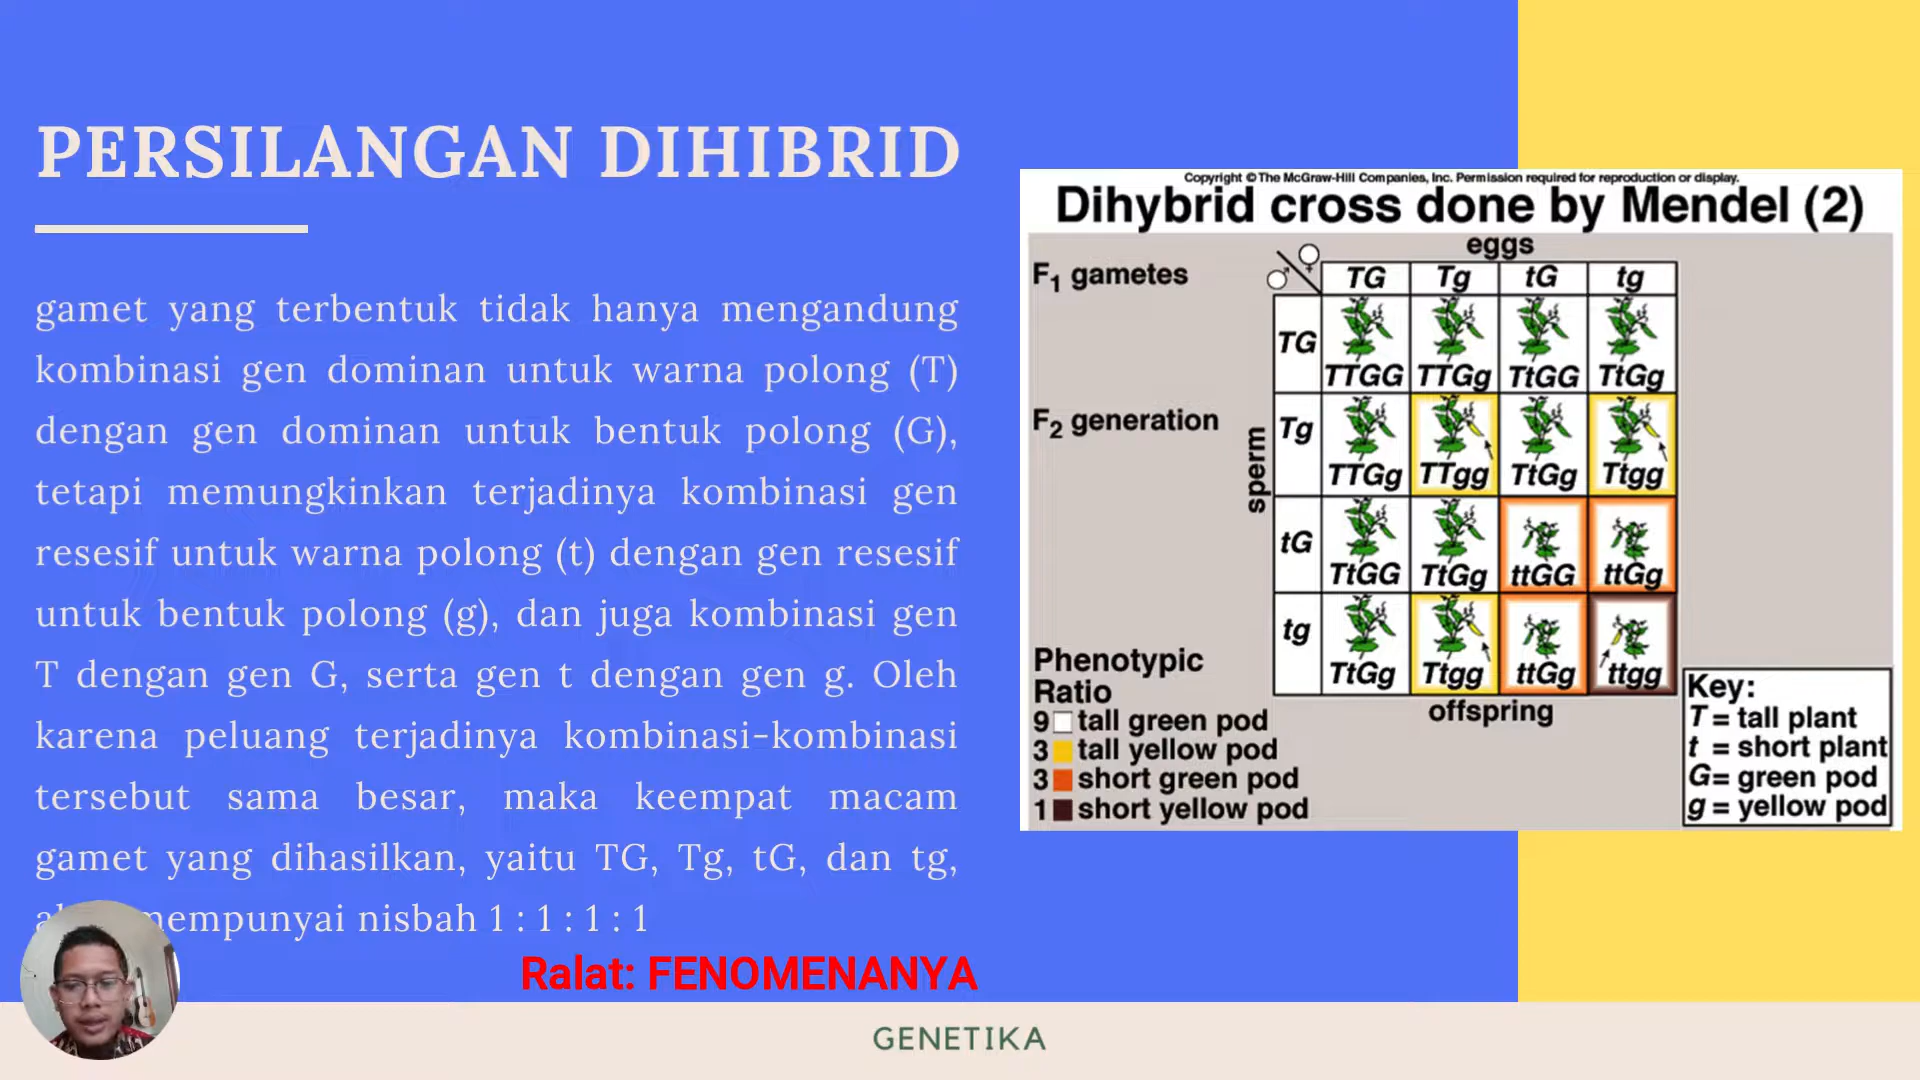 PERSILANGAN DIHIBRID
gamet yang terbentuk tidak hanya mengandung
kombinasi gen dominan untuk warna polong (T)
dengan gen dominan untuk bentuk polong (G),
tetapi memungkinkan terjadinya kombinasi gen
resesif untuk warna polong (t) dengan gen resesif
untuk bentuk polong (g), dan juga kombinasi gen
T dengan gen G, serta gen t dengan gen g. Oleh
karena peluang terjadinya kombinasi-kombinasi
tersebut sama besar, maka keempat macam
gamet yang dihasilkan, yaitu TG, Tg, tG, dan tg,
mempunyai nisbah 1 : 1 : 1 : 1
Ralat: FENOMENANYA
Copyright © The McGraw-Hill Companies, Inc. Permission required for reproduction or display.
Dihybrid cross done by Mendel (2)
eggs
F1 gametes
TG Tg tG tg
TG
TTGG TTGg TtGG TtGg
F2 generation
sperm
Tg
TTGg TTgg TtGg Ttgg
tG
TtGG TtGg ttGG ttGg
tg
TtGg Ttgg ttGg ttgg
offspring
Phenotypic
Ratio
9 tall green pod
3 tall yellow pod
3 short green pod
1 short yellow pod
Key:
T = tall plant
t = short plant
G= green pod
g = yellow pod
GENETIKA